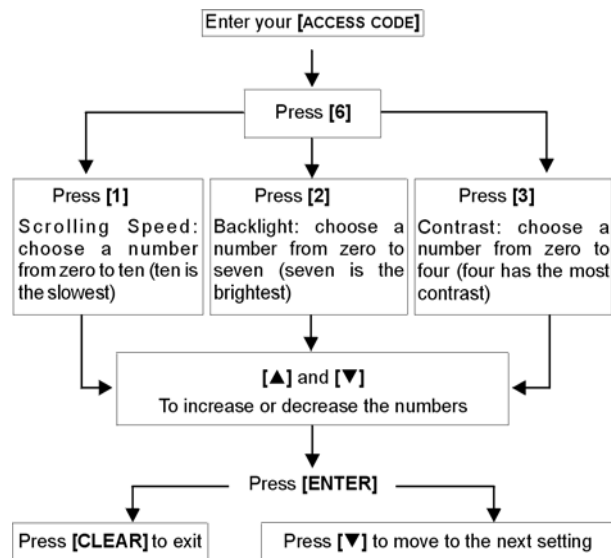 Enter your [ACCESS CODE]
Press [6]
Press [1]
Scrolling Speed:
choose a number
from zero to ten (ten is
the slowest)
Press [2]
Backlight: choose a
number from zero to
seven (seven is the
brightest)
Press [3]
Contrast: choose a
number from zero to
four (four has the most
contrast)
[▲] and [▼]
To increase or decrease the numbers
Press [ENTER]
Press [CLEAR] to exit
Press [▼] to move to the next setting